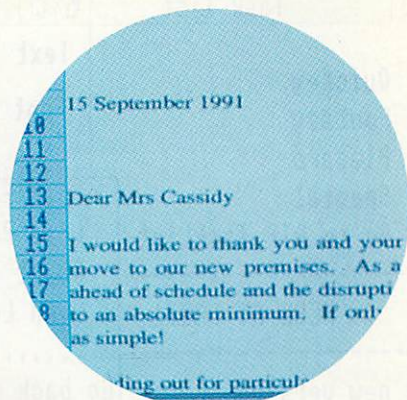 15 September 1991
10
11
12
13 Dear Mrs Cassidy
14
15 I would like to thank you and your
16 move to our new premises. As a
17 ahead of schedule and the disrupti
8 to an absolute minimum. If onl
as simple!
ding out for particula